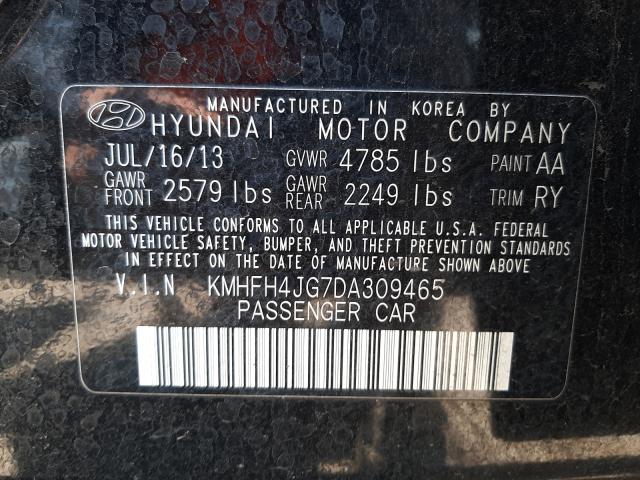 MANUFACTURED IN KOREA BY
HYUNDAI MOTOR COMPANY
JUL/16/13 GVWR 4785 lbs PAINT AA
GAWR FRONT 2579 lbs GAWR REAR 2249 lbs TRIM RY
THIS VEHICLE CONFORMS TO ALL APPLICABLE U.S.A. FEDERAL
MOTOR VEHICLE SAFETY, BUMPER, AND THEFT PREVENTION STANDARDS
IN EFFECT ON THE DATE OF MANUFACTURE SHOWN ABOVE
V.I.N KMHFH4JG7DA309465
PASSENGER CAR